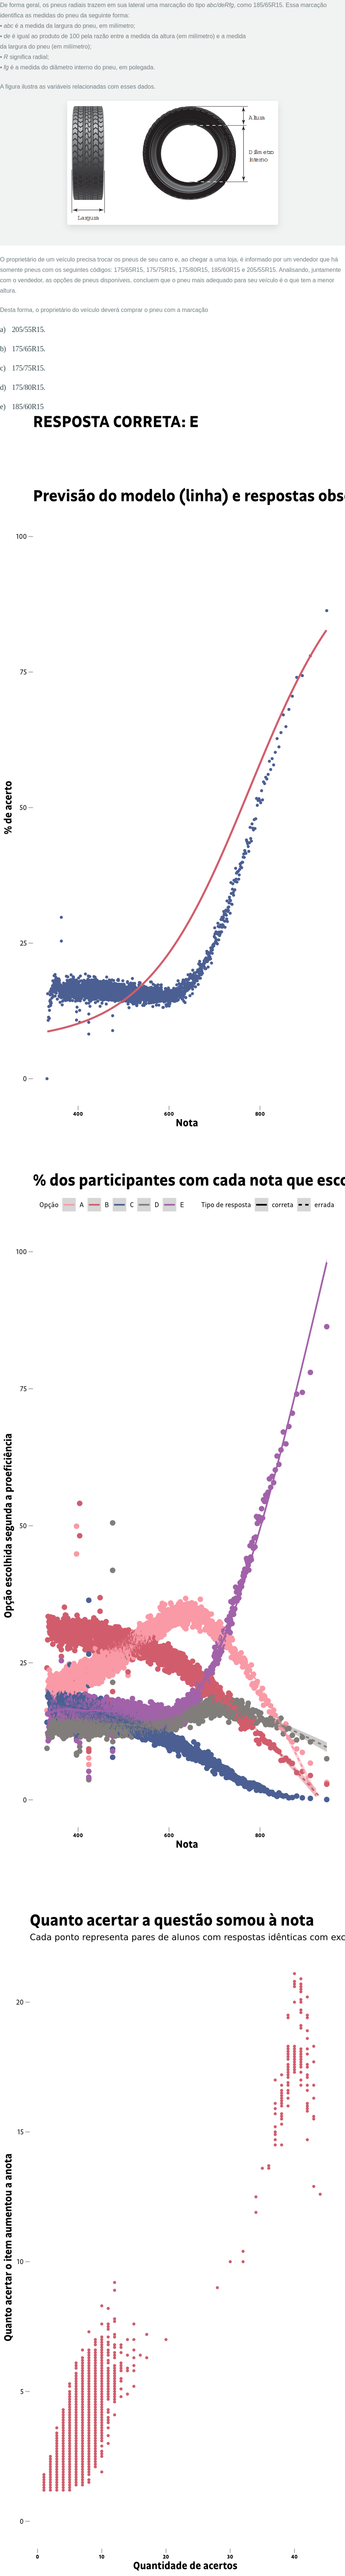 De forma geral, os pneus radiais trazem em sua lateral uma marcação do tipo abc/deRfg, como 185/65R15. Essa marcação
identifica as medidas do pneu da seguinte forma:
• abc é a medida da largura do pneu, em milímetro;
• de é igual ao produto de 100 pela razão entre a medida da altura (em milímetro) e a medida
da largura do pneu (em milímetro);
• R significa radial;
• fg é a medida do diâmetro interno do pneu, em polegada.
A figura ilustra as variáveis relacionadas com esses dados.
Altura
Diâmetro
Interno
Largura
O proprietário de um veículo precisa trocar os pneus de seu carro e, ao chegar a uma loja, é informado por um vendedor que há
somente pneus com os seguintes códigos: 175/65R15, 175/75R15, 175/80R15, 185/60R15 e 205/55R15. Analisando, juntamente
com o vendedor, as opções de pneus disponíveis, concluem que o pneu mais adequado para seu veículo é o que tem a menor
altura.
Desta forma, o proprietário do veículo deverá comprar o pneu com a marcação
a) 205/55R15.
b) 175/65R15.
c) 175/75R15.
d) 175/80R15.
e) 185/60R15
RESPOSTA CORRETA: E
Previsão do modelo (linha) e respostas obs
100
75
50
25
0
% de acerto
400 600 800
Nota
% dos participantes com cada nota que esco
Opção A B C D E Tipo de resposta correta errada
100
75
50
25
0
Opção escolhida segunda a proeficiência
400 600 800
Nota
Quanto acertar a questão somou à nota
Cada ponto representa pares de alunos com respostas idênticas com exc
20
15
10
5
0
Quanto acertar o item aumentou a anota
0 10 20 30 40
Quantidade de acertos